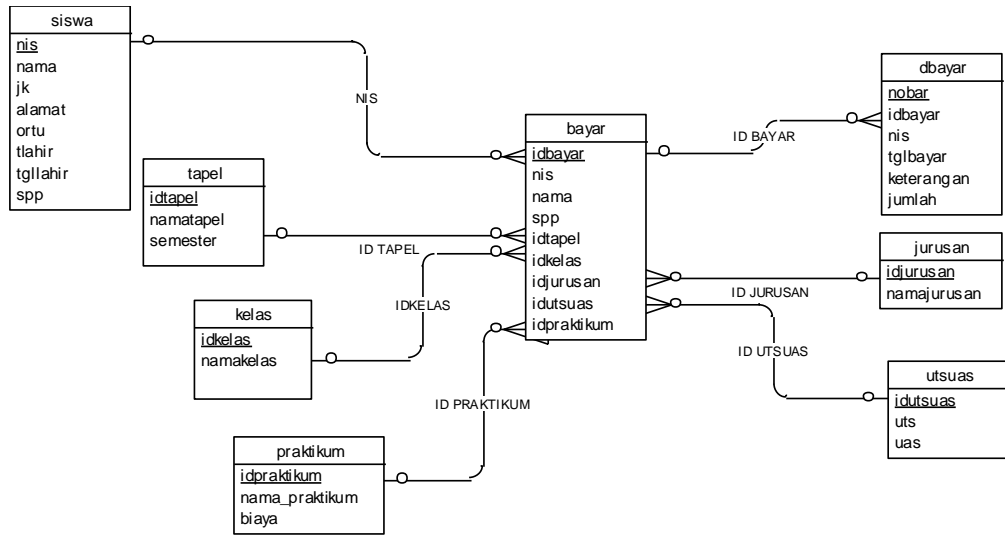 siswa
nis
nama
jk
alamat
ortu
tlahir
tgllahir
spp
NIS
tapel
idtapel
namatapel
semester
ID TAPEL
kelas
idkelas
namakelas
IDKELAS
praktikum
idpraktikum
nama_praktikum
biaya
ID PRAKTIKUM
bayar
idbayar
nis
nama
spp
idtapel
idkelas
idjurusan
idutsuas
idpraktikum
ID BAYAR
dbayar
nobar
idbayar
nis
tglbayar
keterangan
jumlah
ID JURUSAN
jurusan
idjurusan
namajurusan
ID UTSUAS
utsuas
idutsuas
uts
uas